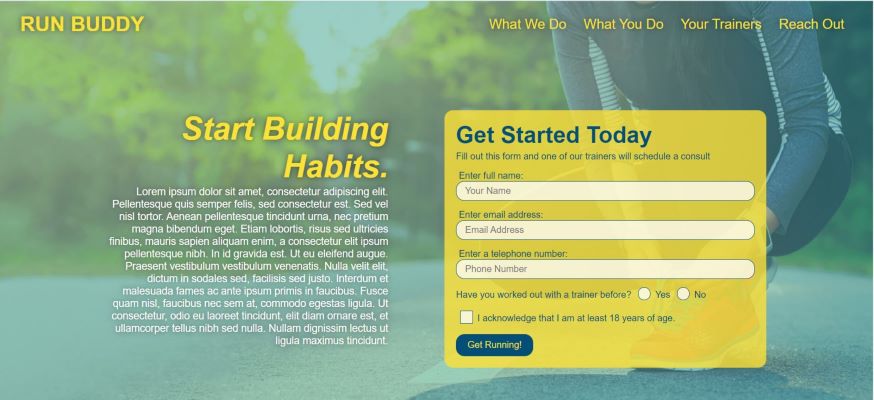 RUN BUDDY
What We Do What You Do Your Trainers Reach Out
Start Building
Habits.
Lorem ipsum dolor sit amet, consectetur adipiscing elit.
Pellentesque quis semper felis, sed consectetur est. Sed vel
nisl tortor. Aenean pellentesque tincidunt urna, nec pretium
magna bibendum eget. Etiam lobortis, risus sed ultricies
finibus, mauris sapien aliquam enim, a consectetur elit ipsum
pellentesque nibh. In id gravida est. Ut eu eleifend augue.
Praesent vestibulum vestibulum venenatis. Nulla velit elit,
dictum in sodales sed, facilisis sed justo. Interdum et
malesuada fames ac ante ipsum primis in faucibus. Fusce
quam nisl, faucibus nec sem at, commodo egestas ligula. Ut
consectetur, odio eu laoreet tincidunt, elit diam ornare est, et
ullamcorper tellus nibh sed nulla. Nullam dignissim lectus ut
ligula maximus tincidunt.
Get Started Today
Fill out this form and one of our trainers will schedule a consult
Enter full name:
Your Name
Enter email address:
Email Address
Enter a telephone number:
Phone Number
Have you worked out with a trainer before? Yes No
I acknowledge that I am at least 18 years of age.
Get Running!